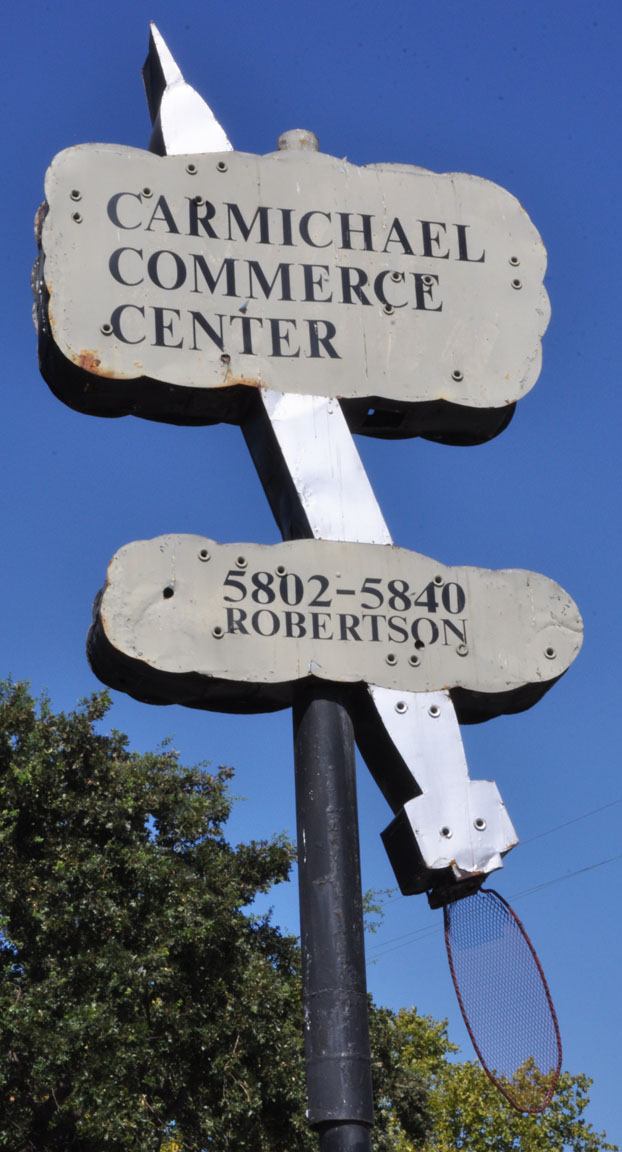 CARMICHAEL
COMMERCE
CENTER
5802-5840
ROBERTSON